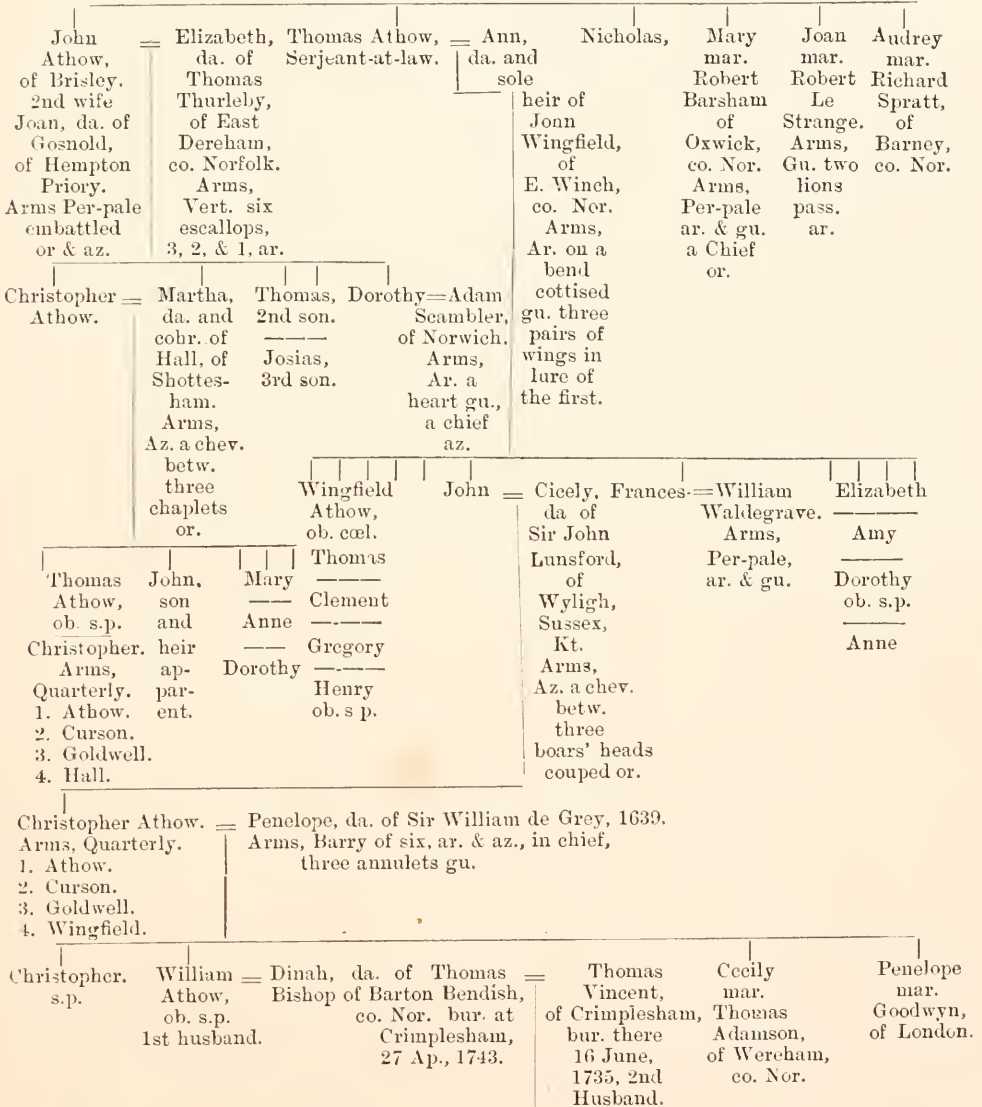 John
Athow,
of Brisley.
2nd wife
Joan, da. of
Gosnold,
of Hempton
Priory.
Arms Per-pale
embattled
or & az.
=
Elizabeth,
da. of
Thomas
Thurleby,
of East
Dereham,
co. Norfolk.
Arms,
Vert. six
escallops,
3, 2, & 1, ar.
Thomas Athow,
Serjeant-at-law.
=
Ann,
da. and
sole
heir of
Jonn
Wingfield,
of
E. Winch,
co. Nor.
Arms,
Ar. on a
bend
cottised
gu. three
pairs of
wings in
lure of
the first.
Nicholas,
Mary
mar.
Robert
Barsham
of
Oxwick,
co. Nor.
Arms,
Per-pale
ar. & gu.
a Chief
or.
Joan
mar.
Robert
Le
Strange.
Arms,
Gu. two
lions
pass.
ar.
Audrey
mar.
Richard
Spratt,
of
Barney,
co. Nor.
Christopher
Athow.
=
Martha,
da. and
cohr. of
Hall, of
Shottes-
ham.
Arms,
Az. a chev.
betw.
three
chaplets
or.
Thomas,
2nd son.
———
Josias,
3rd son.
Dorothy=Adam
Scambler,
of Norwich.
Arms,
Ar. a
heart gu.,
a chief
az.
Wingfield
Athow,
ob. cœl.
Thomas
———
Clement
———
Gregory
———
Henry
ob. s p.
John
=
Cicely,
da of
Sir John
Lunsford,
of
Wyligh,
Sussex,
Kt.
Arms,
Az. a chev.
betw.
three
boars' heads
couped or.
Frances-=William
Waldegrave.
Arms,
Per-pale,
ar. & gu.
Elizabeth
———
Amy
———
Dorothy
ob. s.p.
———
Anne
Thomas
Athow,
ob. s.p.
Christopher.
Arms,
Quarterly.
1. Athow.
2. Curson.
3. Goldwell.
4. Hall.
John,
son
and
heir
ap-
par-
ent.
Mary
——
Anne
——
Dorothy
Christopher Athow.
Arms, Quarterly.
1. Athow.
2. Curson.
3. Goldwell.
4. Wingfield.
=
Penelope, da. of Sir William de Grey, 1639.
Arms, Barry of six, ar. & az., in chief,
three annulets gu.
Christopher.
s.p.
William
Athow,
ob. s.p.
1st husband.
=
Dinah, da. of Thomas
Bishop of Barton Bendish,
co. Nor. bur. at
Crimplesham,
27 Ap., 1743.
=
Thomas
Vincent,
of Crimplesham,
bur. there
16 June,
1735, 2nd
Husband.
Cecily
mar.
Thomas
Adamson,
of Wereham,
co. Nor.
Penelope
mar.
Goodwyn,
of London.